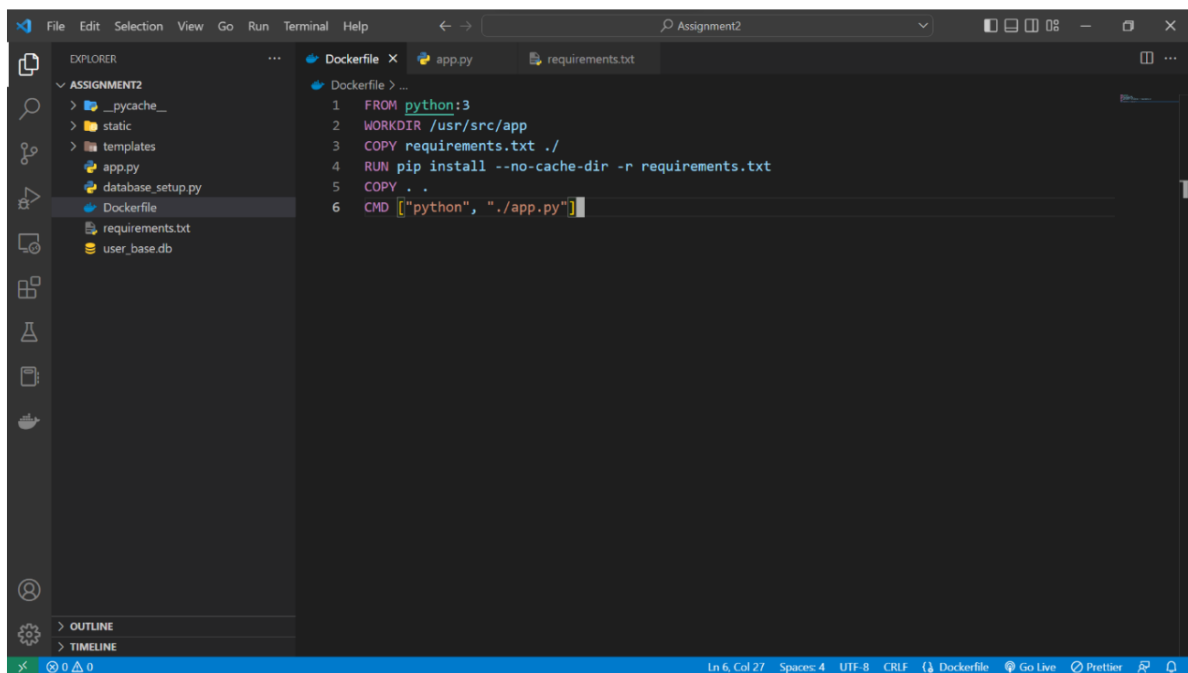 File Edit Selection View Go Run Terminal Help
Assignment2
EXPLORER
Dockerfile
app.py
requirements.txt
ASSIGNMENT2
Dockerfile > ...
__pycache__
static
templates
app.py
database_setup.py
Dockerfile
requirements.txt
user_base.db
1 FROM python:3
2 WORKDIR /usr/src/app
3 COPY requirements.txt ./
4 RUN pip install --no-cache-dir -r requirements.txt
5 COPY . .
6 CMD ["python", "./app.py"]
OUTLINE
TIMELINE
0 0 Ln 6, Col 27 Spaces: 4 UTF-8 CRLF Dockerfile Go Live Prettier